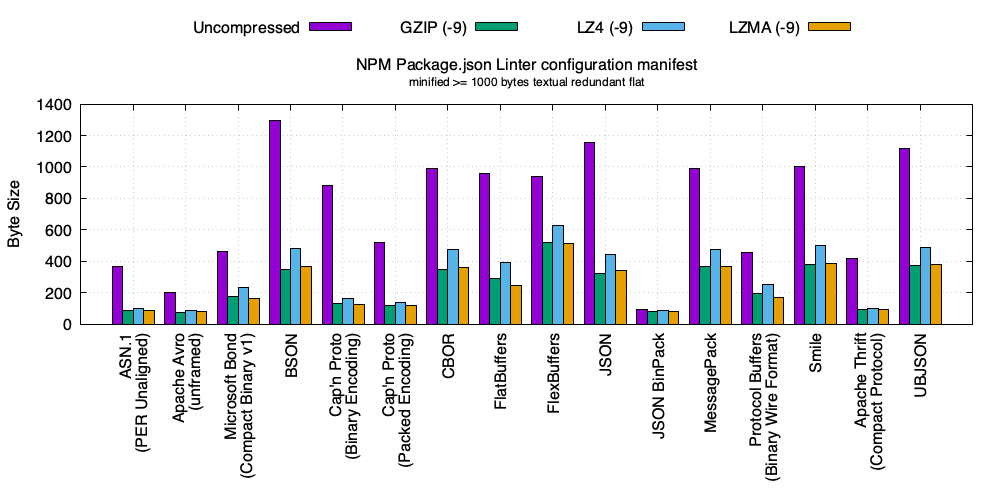 Uncompressed GZIP (-9) LZ4 (-9) LZMA (-9)
NPM Package.json Linter configuration manifest
minified >= 1000 bytes textual redundant flat
Byte Size
1400
1200
1000
800
600
400
200
0
ASN.1
(PER Unaligned)
Apache Avro
(unframed)
Microsoft Bond
(Compact Binary v1)
BSON
Cap'n Proto
(Binary Encoding)
Cap'n Proto
(Packed Encoding)
CBOR
FlatBuffers
FlexBuffers
JSON
JSON BinPack
MessagePack
Protocol Buffers
(Binary Wire Format)
Smile
Apache Thrift
(Compact Protocol)
UBJSON